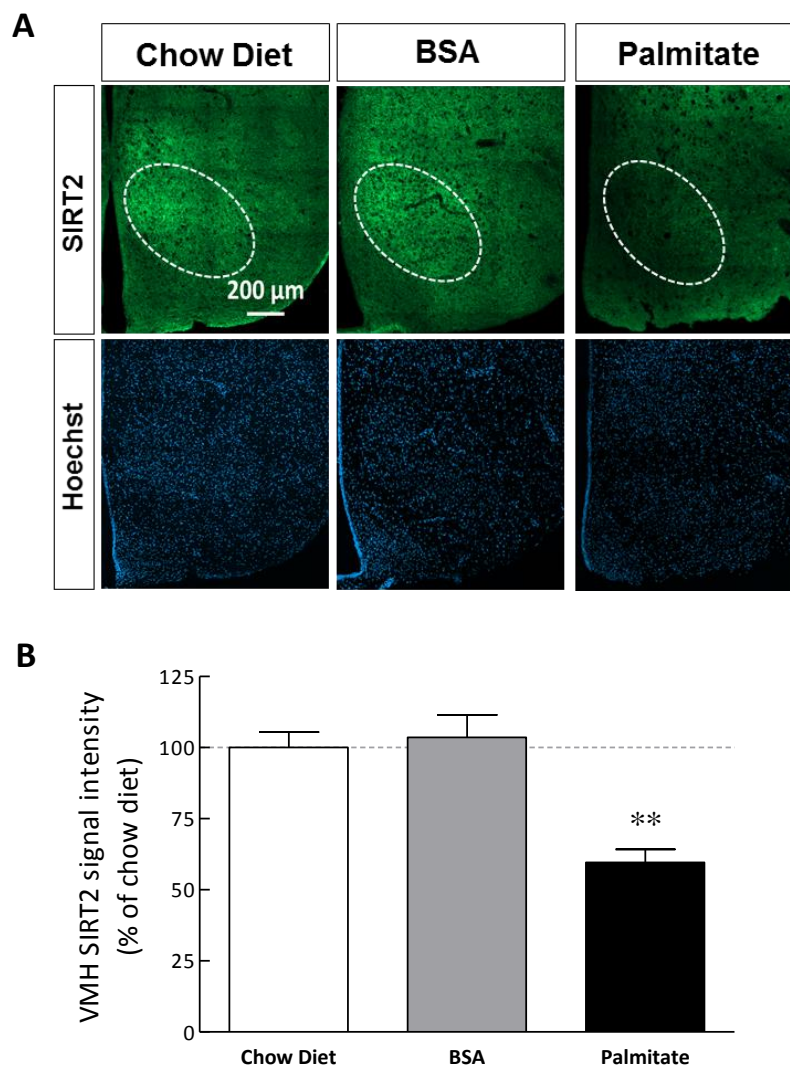 A
Chow Diet
BSA
Palmitate
SIRT2
200 µm
Hoechst
B
VMH SIRT2 signal intensity
(% of chow diet)
125
100
75
50
25
0
**
Chow Diet
BSA
Palmitate